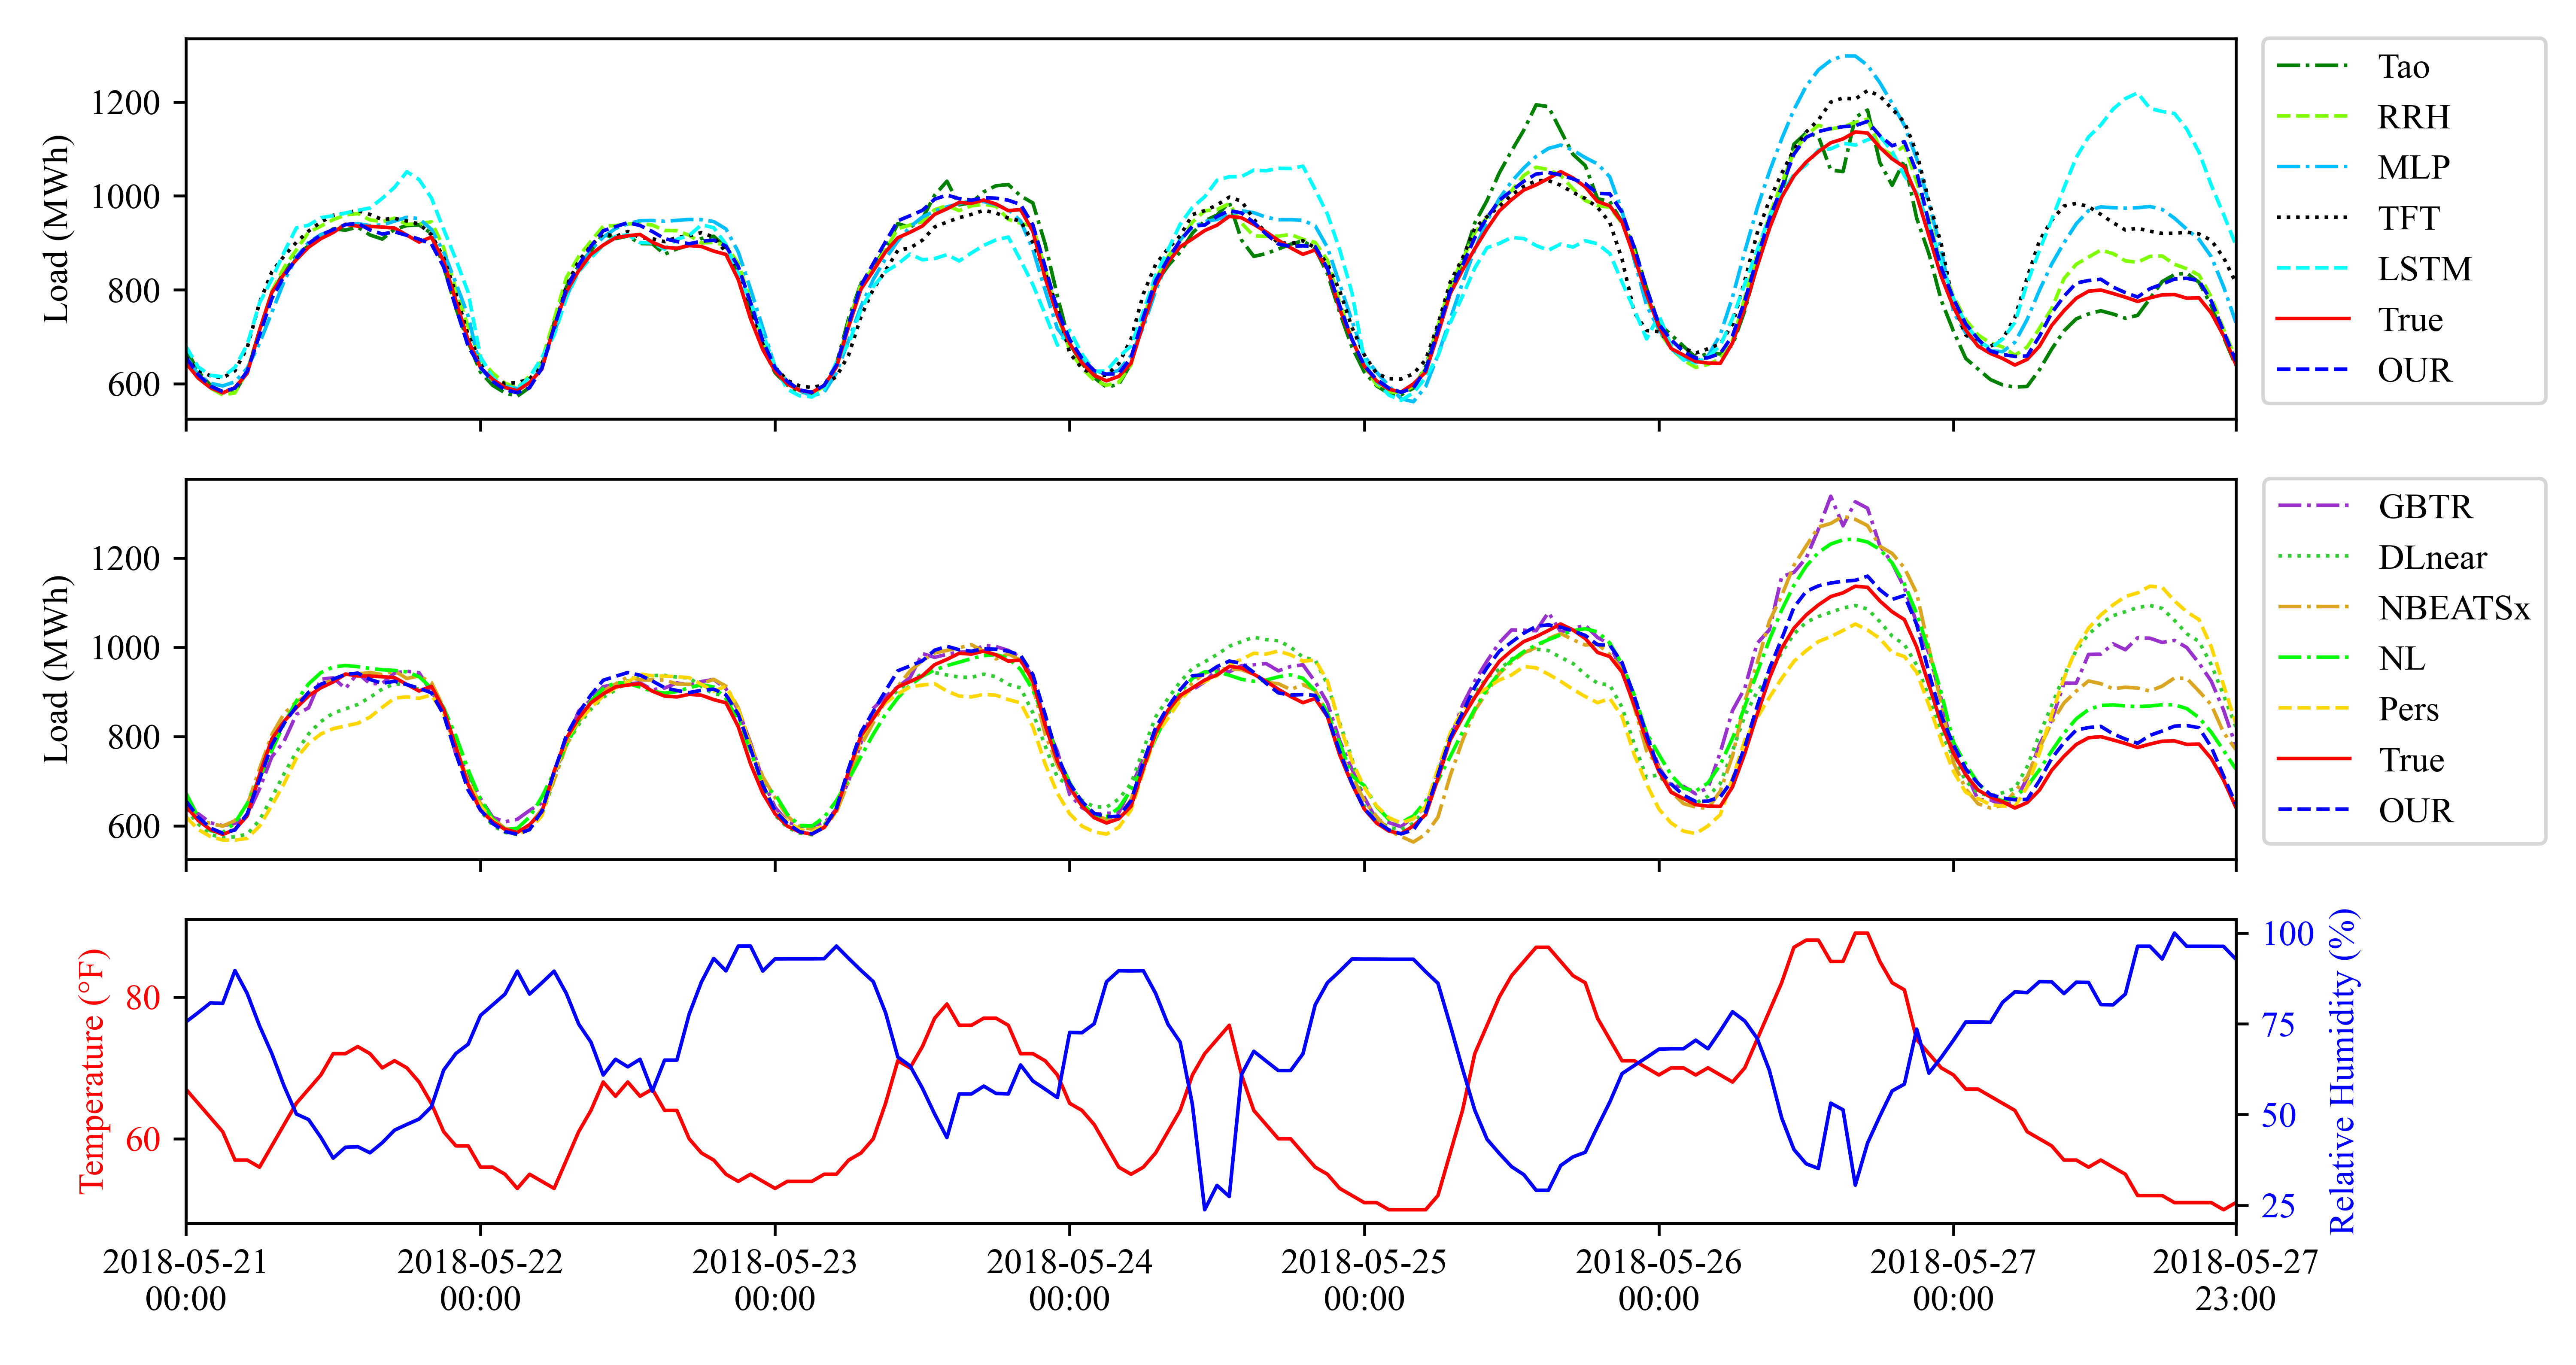 Load (MWh)
1200
1000
800
600
Tao
RRH
MLP
TFT
LSTM
True
OUR
Load (MWh)
1200
1000
800
600
GBTR
DLnear
NBEATSx
NL
Pers
True
OUR
Temperature (°F)
80
60
Relative Humidity (%)
100
75
50
25
2018-05-21 2018-05-22 2018-05-23 2018-05-24 2018-05-25 2018-05-26 2018-05-27 2018-05-27
00:00 00:00 00:00 00:00 00:00 00:00 00:00 23:00